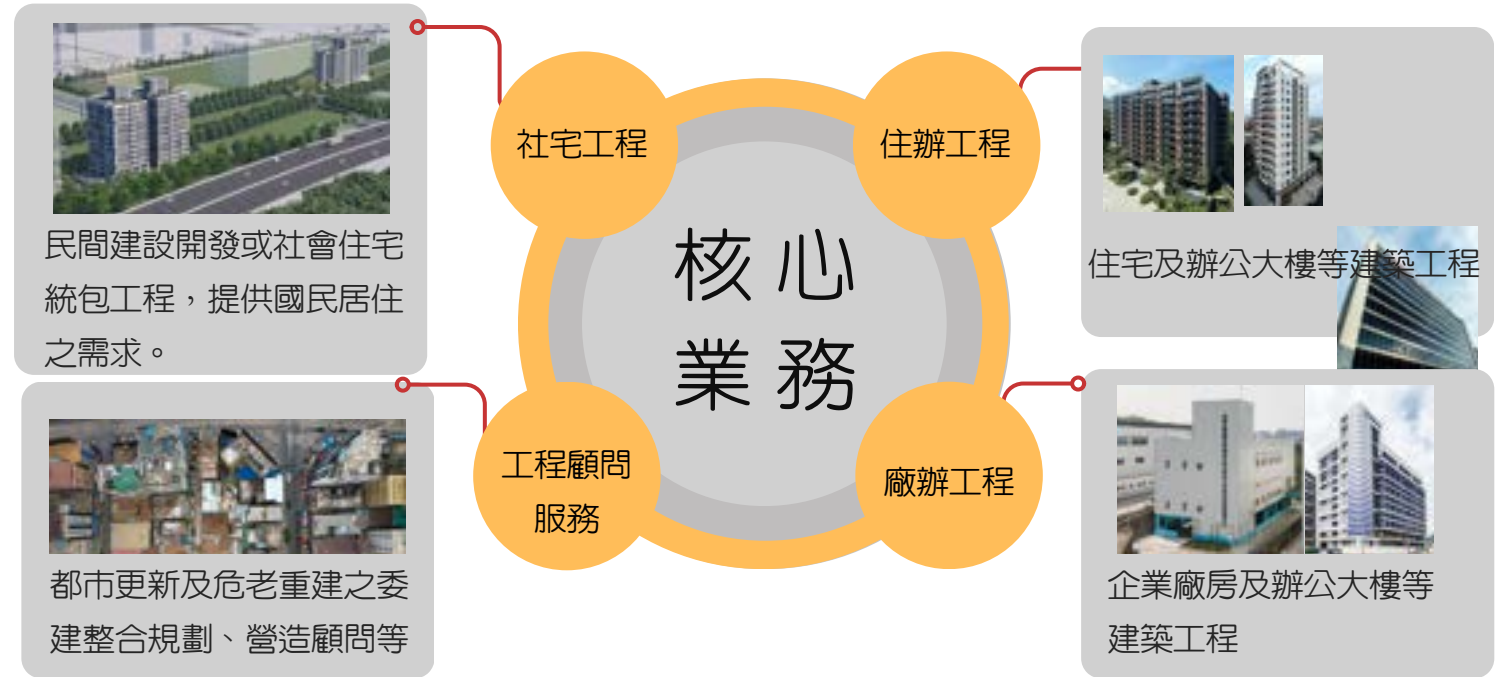 核心
業務
社宅工程
民間建設開發或社會住宅
統包工程，提供國民居住
之需求。
住辦工程
住宅及辦公大樓等建築工程
工程顧問
服務
都市更新及危老重建之委
建整合規劃、營造顧問等
廠辦工程
企業廠房及辦公大樓等
建築工程